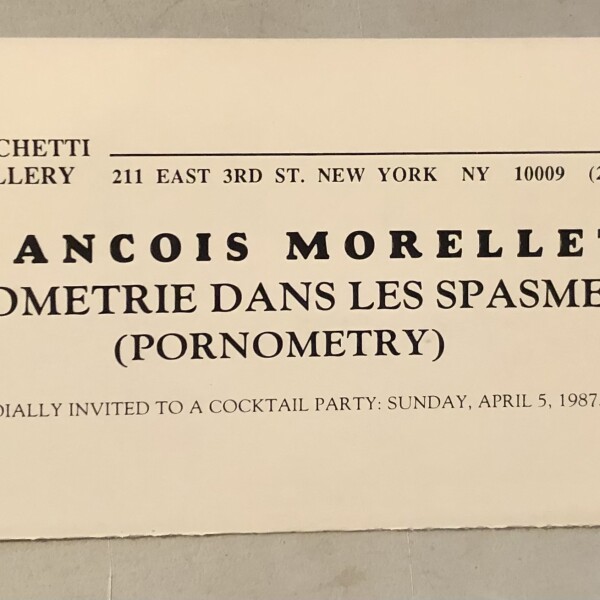 CHETTI
LLERY 211 EAST 3RD ST. NEW YORK NY 10009 (2
ANCOIS MORELLET
OMETRIE DANS LES SPASME
(PORNOMETRY)
DIALLY INVITED TO A COCKTAIL PARTY: SUNDAY, APRIL 5, 1987.